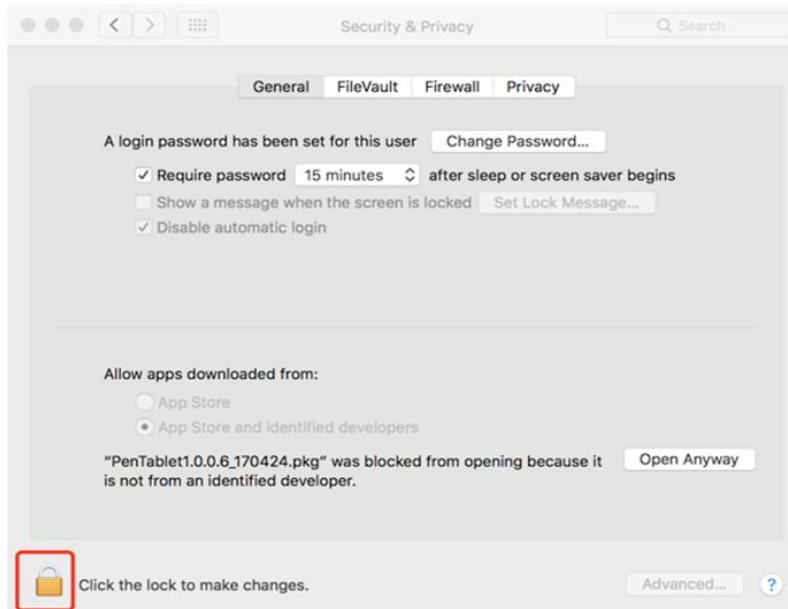 Security & Privacy
Search
General FileVault Firewall Privacy
A login password has been set for this user Change Password...
Require password 15 minutes after sleep or screen saver begins
Show a message when the screen is locked Set Lock Message...
Disable automatic login
Allow apps downloaded from:
App Store
App Store and identified developers
“PenTablet1.0.0.6_170424.pkg” was blocked from opening because it Open Anyway
is not from an identified developer.
Click the lock to make changes. Advanced... ?